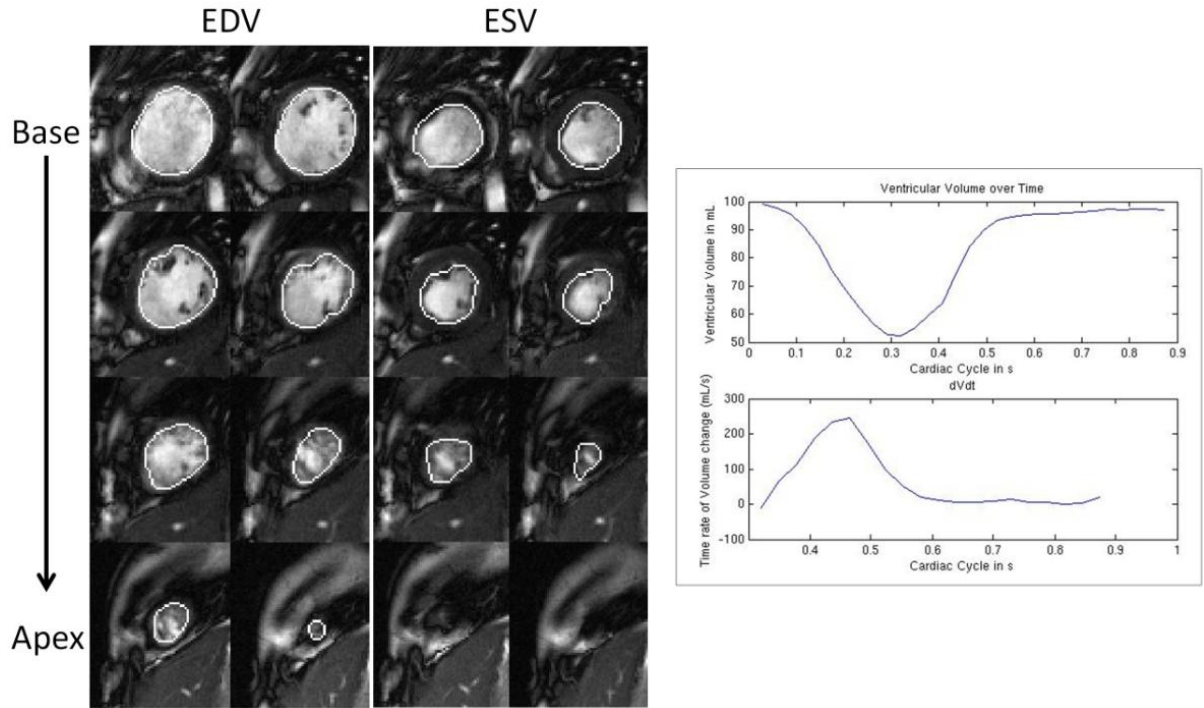 EDV ESV
Base
Apex
Ventricular Volume over Time
Ventricular Volume in mL
100
90
80
70
60
50
0 0.1 0.2 0.3 0.4 0.5 0.6 0.7 0.8 0.9
Cardiac Cycle in s
dVdt
Time rate of Volume change (mL/s)
300
200
100
0
-100
0.4 0.5 0.6 0.7 0.8 0.9 1
Cardiac Cycle in s